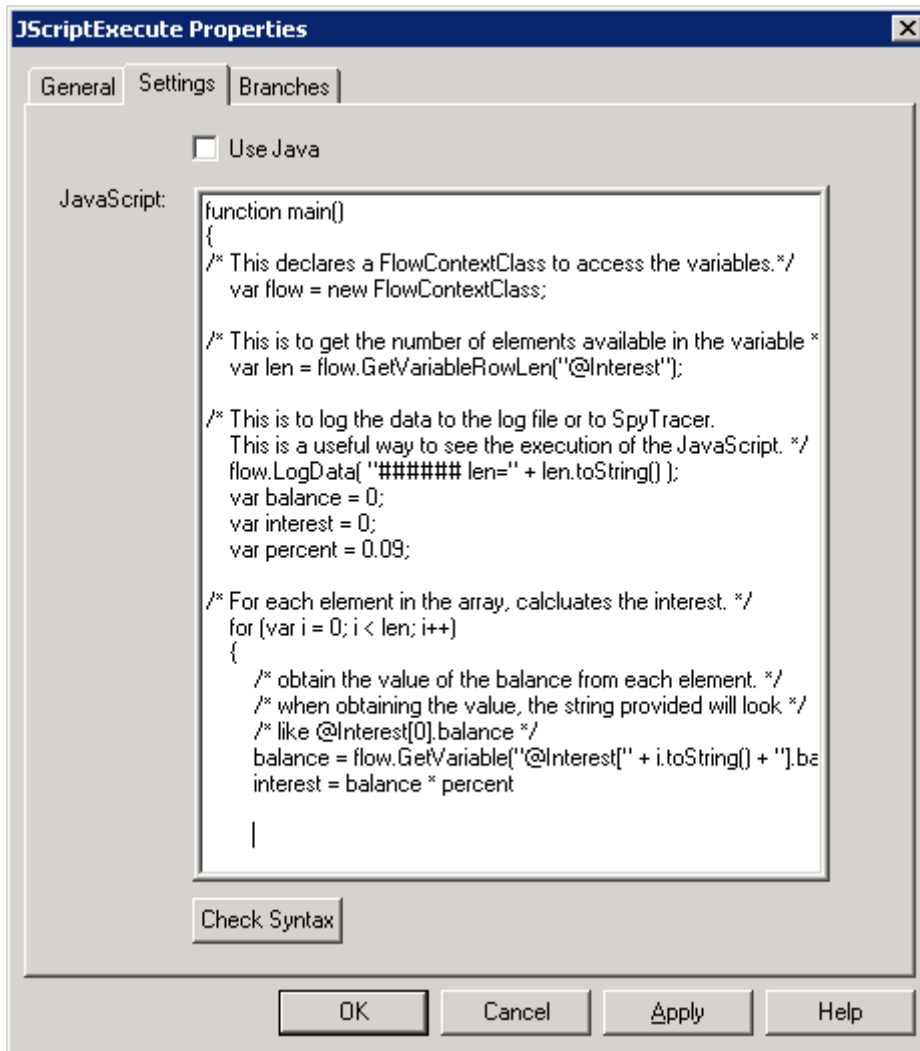 JScriptExecute Properties
General Settings Branches
Use Java
JavaScript:
function main()
{
/* This declares a FlowContextClass to access the variables.*/
var flow = new FlowContextClass;
/* This is to get the number of elements available in the variable *
var len = flow.GetVariableRowLen("@Interest");
/* This is to log the data to the log file or to SpyTracer.
This is a useful way to see the execution of the JavaScript. */
flow.LogData( "###### len=" + len.toString() );
var balance = 0;
var interest = 0;
var percent = 0.09;
/* For each element in the array, calcluates the interest. */
for (var i = 0; i < len; i++)
{
/* obtain the value of the balance from each element. */
/* when obtaining the value, the string provided will look */
/* like @Interest[0].balance */
balance = flow.GetVariable("@Interest[" + i.toString() + "].ba
interest = balance * percent
Check Syntax
OK Cancel Apply Help